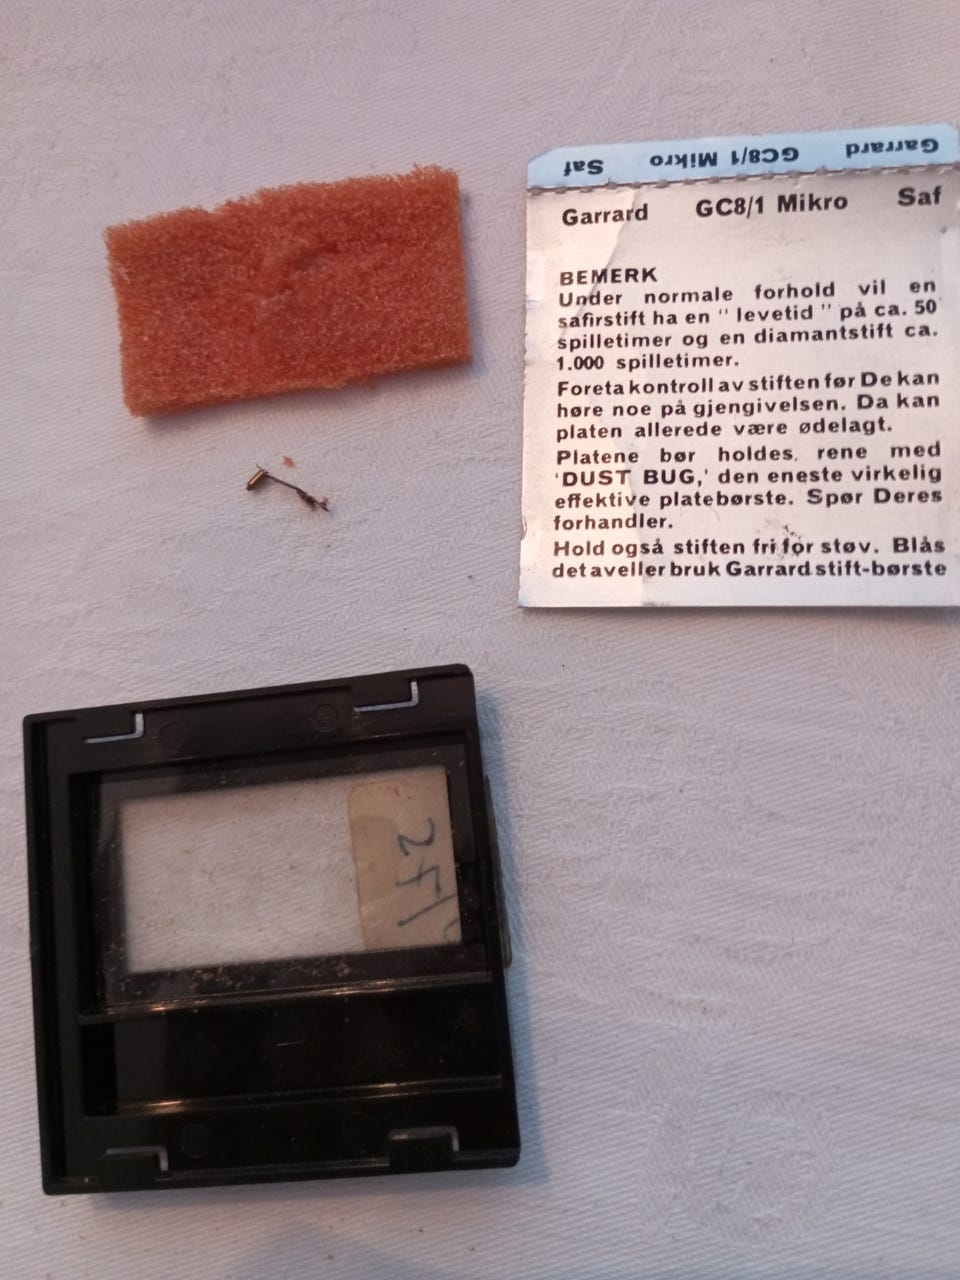 Garrard GC8/1 Mikro Saf
Garrard GC8/1 Mikro Saf
BEMERK
Under normale forhold vil en
safirstift ha en " levetid " på ca. 50
spilletimer og en diamantstift ca.
1.000 spilletimer.
Foreta kontroll av stiften før De kan
høre noe på gjengivelsen. Da kan
platen allerede være ødelagt.
Platene bør holdes rene med
'DUST BUG,' den eneste virkelig
effektive platebørste. Spør Deres
forhandler.
Hold også stiften fri for støv. Blås
det av eller bruk Garrard stift-børste